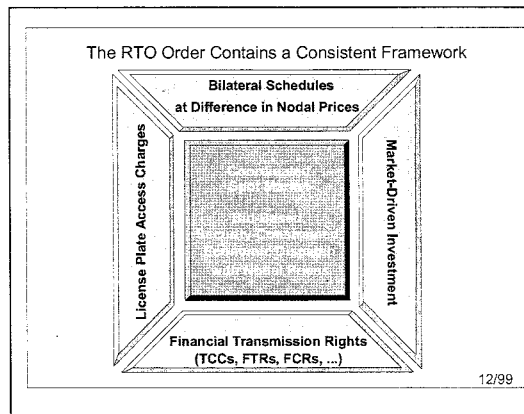 The RTO Order Contains a Consistent Framework
Bilateral Schedules
at Difference in Nodal Prices
License Plate Access Charges
Market-Driven Investment
Financial Transmission Rights
(TCCs, FTRs, FCRs, ...)
12/99